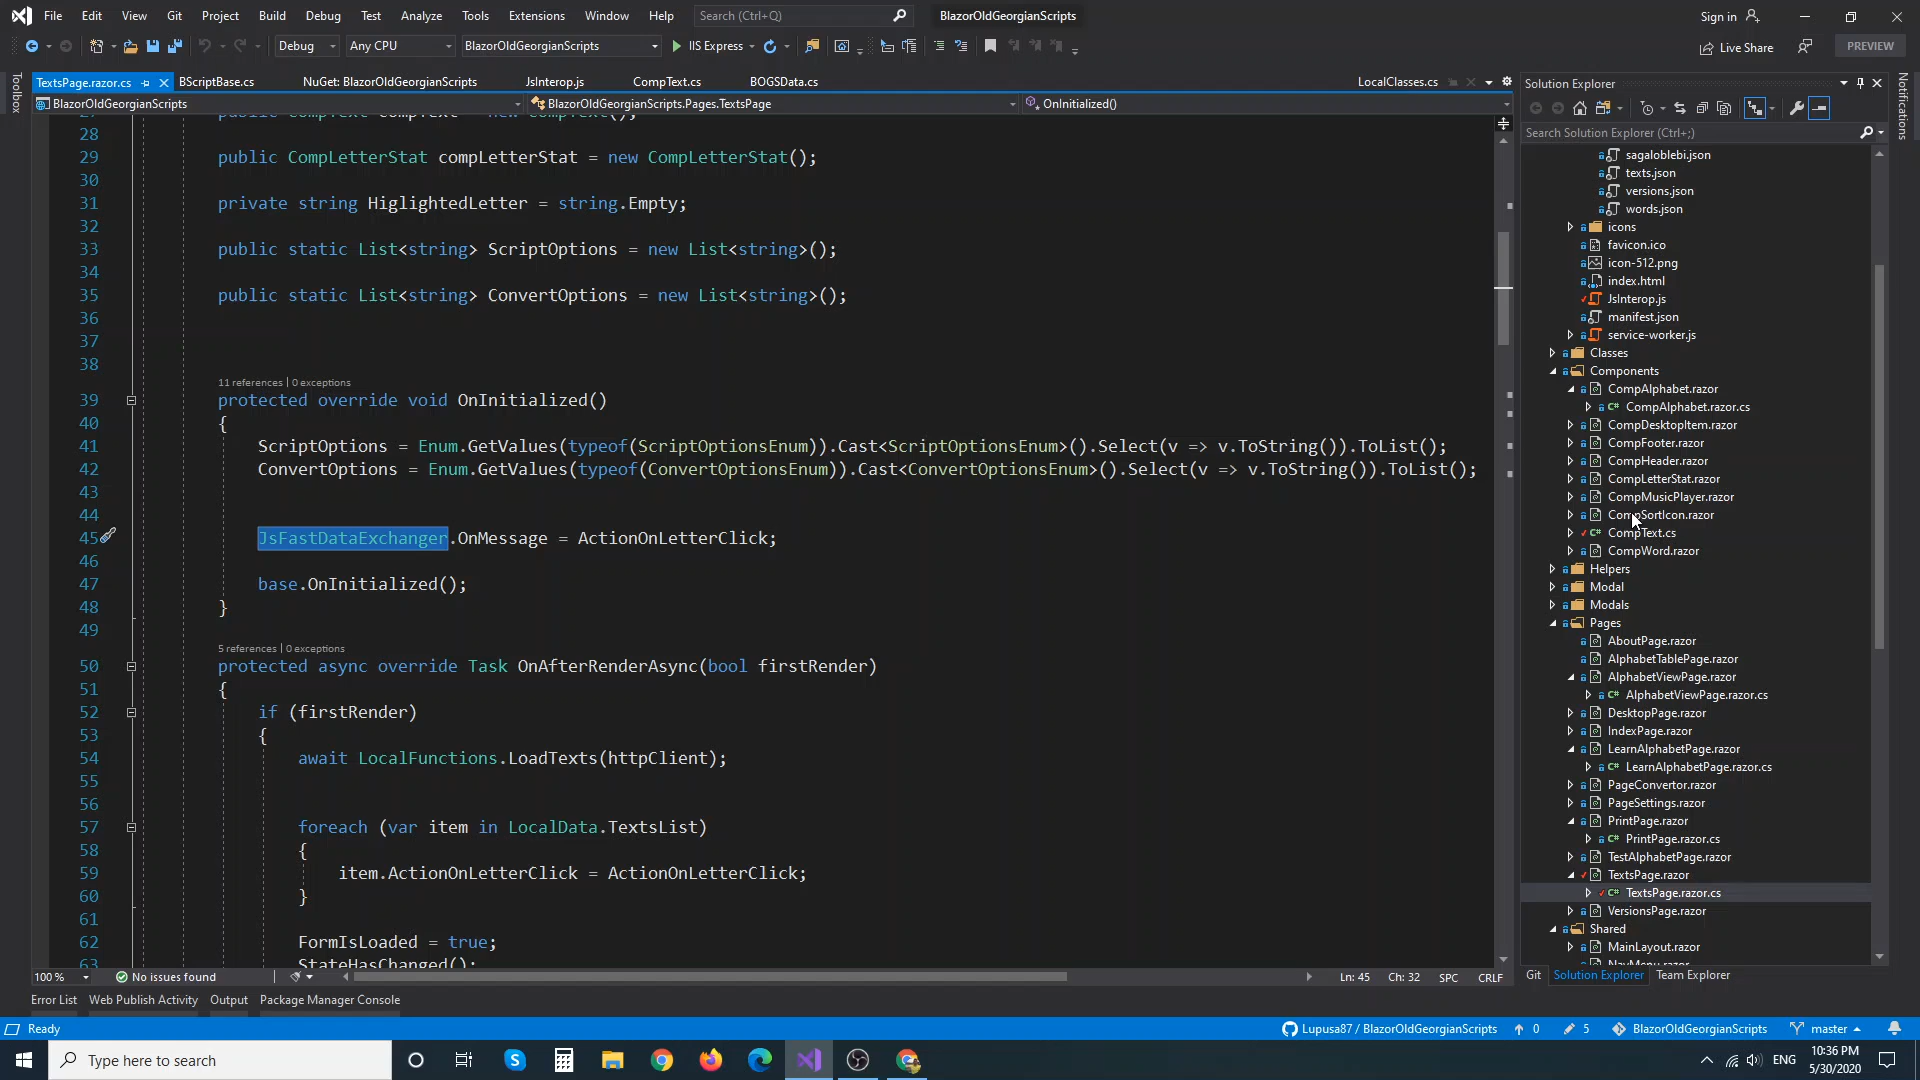 File Edit View Git Project Build Debug Test Analyze Tools Extensions Window Help Search (Ctrl+Q) BlazorOldGeorgianScripts Sign in
Debug Any CPU BlazorOldGeorgianScripts IIS Express Live Share PREVIEW
Toolbox
TextsPage.razor.cs BScriptBase.cs NuGet: BlazorOldGeorgianScripts JsInterop.js CompText.cs BOGSData.cs LocalClasses.cs
BlazorOldGeorgianScripts BlazorOldGeorgianScripts.Pages.TextsPage OnInitialized()
28
29 public CompLetterStat compLetterStat = new CompLetterStat();
30
31 private string HiglightedLetter = string.Empty;
32
33 public static List<string> ScriptOptions = new List<string>();
34
35 public static List<string> ConvertOptions = new List<string>();
36
37
38
11 references | 0 exceptions
39 protected override void OnInitialized()
40 {
41 ScriptOptions = Enum.GetValues(typeof(ScriptOptionsEnum)).Cast<ScriptOptionsEnum>().Select(v => v.ToString()).ToList();
42 ConvertOptions = Enum.GetValues(typeof(ConvertOptionsEnum)).Cast<ConvertOptionsEnum>().Select(v => v.ToString()).ToList();
43
44
45 JsFastDataExchanger.OnMessage = ActionOnLetterClick;
46
47 base.OnInitialized();
48 }
49
5 references | 0 exceptions
50 protected async override Task OnAfterRenderAsync(bool firstRender)
51 {
52 if (firstRender)
53 {
54 await LocalFunctions.LoadTexts(httpClient);
55
56
57 foreach (var item in LocalData.TextsList)
58 {
59 item.ActionOnLetterClick = ActionOnLetterClick;
60 }
61
62 FormIsLoaded = true;
63 StateHasChanged();
100 % No issues found Ln: 45 Ch: 32 SPC CRLF
Error List Web Publish Activity Output Package Manager Console
Solution Explorer
Search Solution Explorer (Ctrl+;)
sagaloblebi.json
texts.json
versions.json
words.json
icons
favicon.ico
icon-512.png
index.html
JsInterop.js
manifest.json
service-worker.js
Classes
Components
CompAlphabet.razor
CompAlphabet.razor.cs
CompDesktopItem.razor
CompFooter.razor
CompHeader.razor
CompLetterStat.razor
CompMusicPlayer.razor
CompSortIcon.razor
CompText.cs
CompWord.razor
Helpers
Modal
Modals
Pages
AboutPage.razor
AlphabetTablePage.razor
AlphabetViewPage.razor
AlphabetViewPage.razor.cs
DesktopPage.razor
IndexPage.razor
LearnAlphabetPage.razor
LearnAlphabetPage.razor.cs
PageConvertor.razor
PageSettings.razor
PrintPage.razor
PrintPage.razor.cs
TestAlphabetPage.razor
TextsPage.razor
TextsPage.razor.cs
VersionsPage.razor
Shared
MainLayout.razor
Git Solution Explorer Team Explorer
Notifications
Ready Lupusa87 / BlazorOldGeorgianScripts 0 5 BlazorOldGeorgianScripts master
Type here to search ENG 10:36 PM
5/30/2020